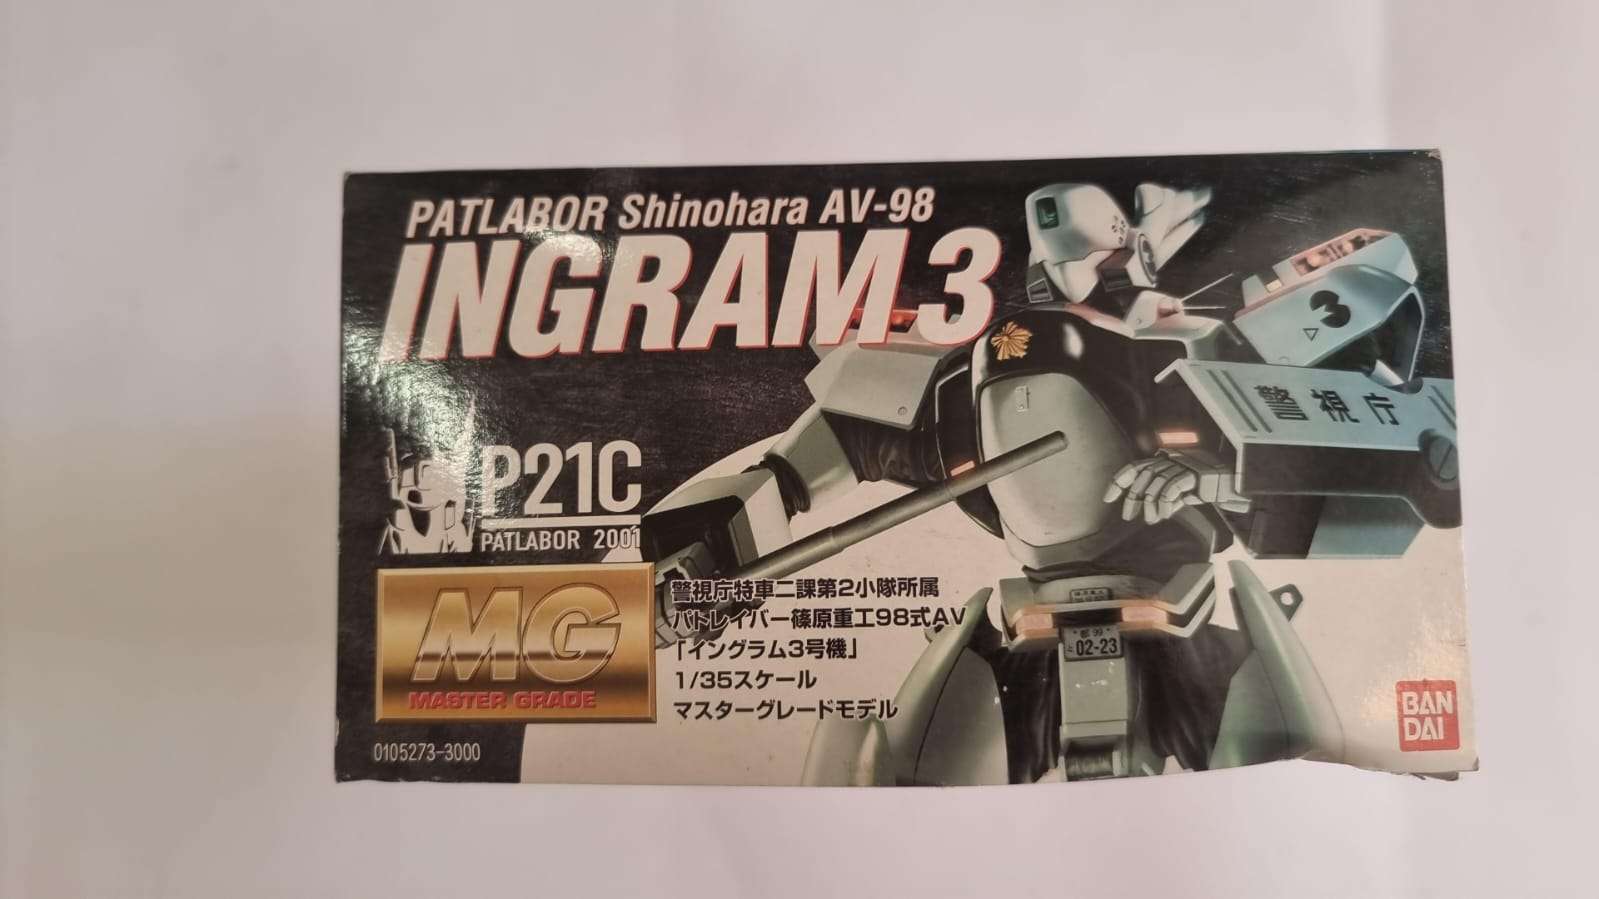 PATLABOR Shinohara AV-98
INGRAM 3
3
警視庁
P21C
PATLABOR 2001
MG
MASTER GRADE
警視庁特車二課第2小隊所属
パトレイバー篠原重工98式AV
「イングラム3号機」
1/35スケール
マスターグレードモデル
0105273-3000
02-23
BAN
DAI